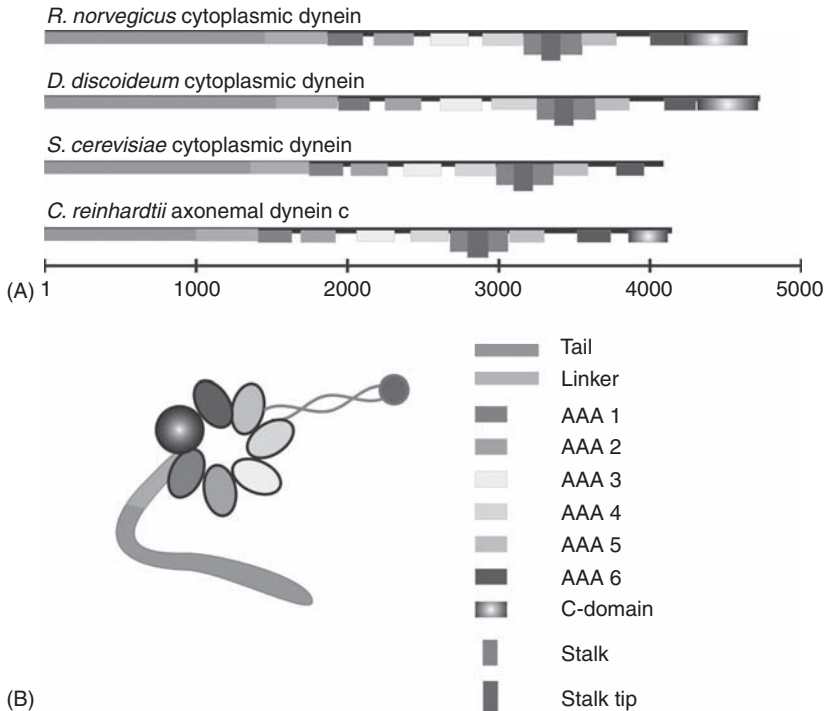 R. norvegicus cytoplasmic dynein
D. discoideum cytoplasmic dynein
S. cerevisiae cytoplasmic dynein
C. reinhardtii axonemal dynein c
(A) 1 1000 2000 3000 4000 5000
Tail
Linker
AAA 1
AAA 2
AAA 3
AAA 4
AAA 5
AAA 6
C-domain
Stalk
(B) Stalk tip